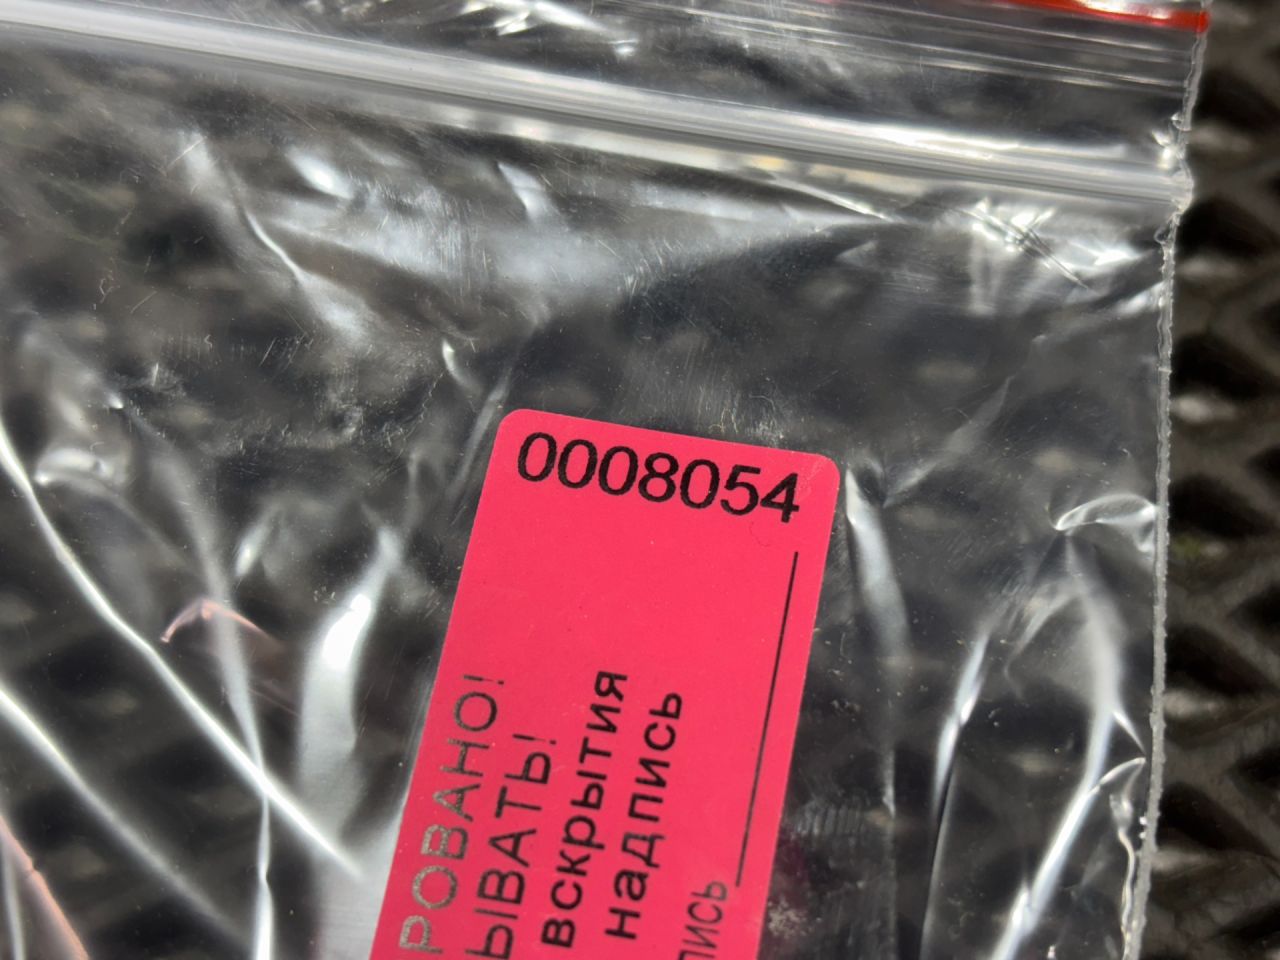 0008054
РОВАНО!
ЫВАТЬ!
вскрытия
надпись
пись